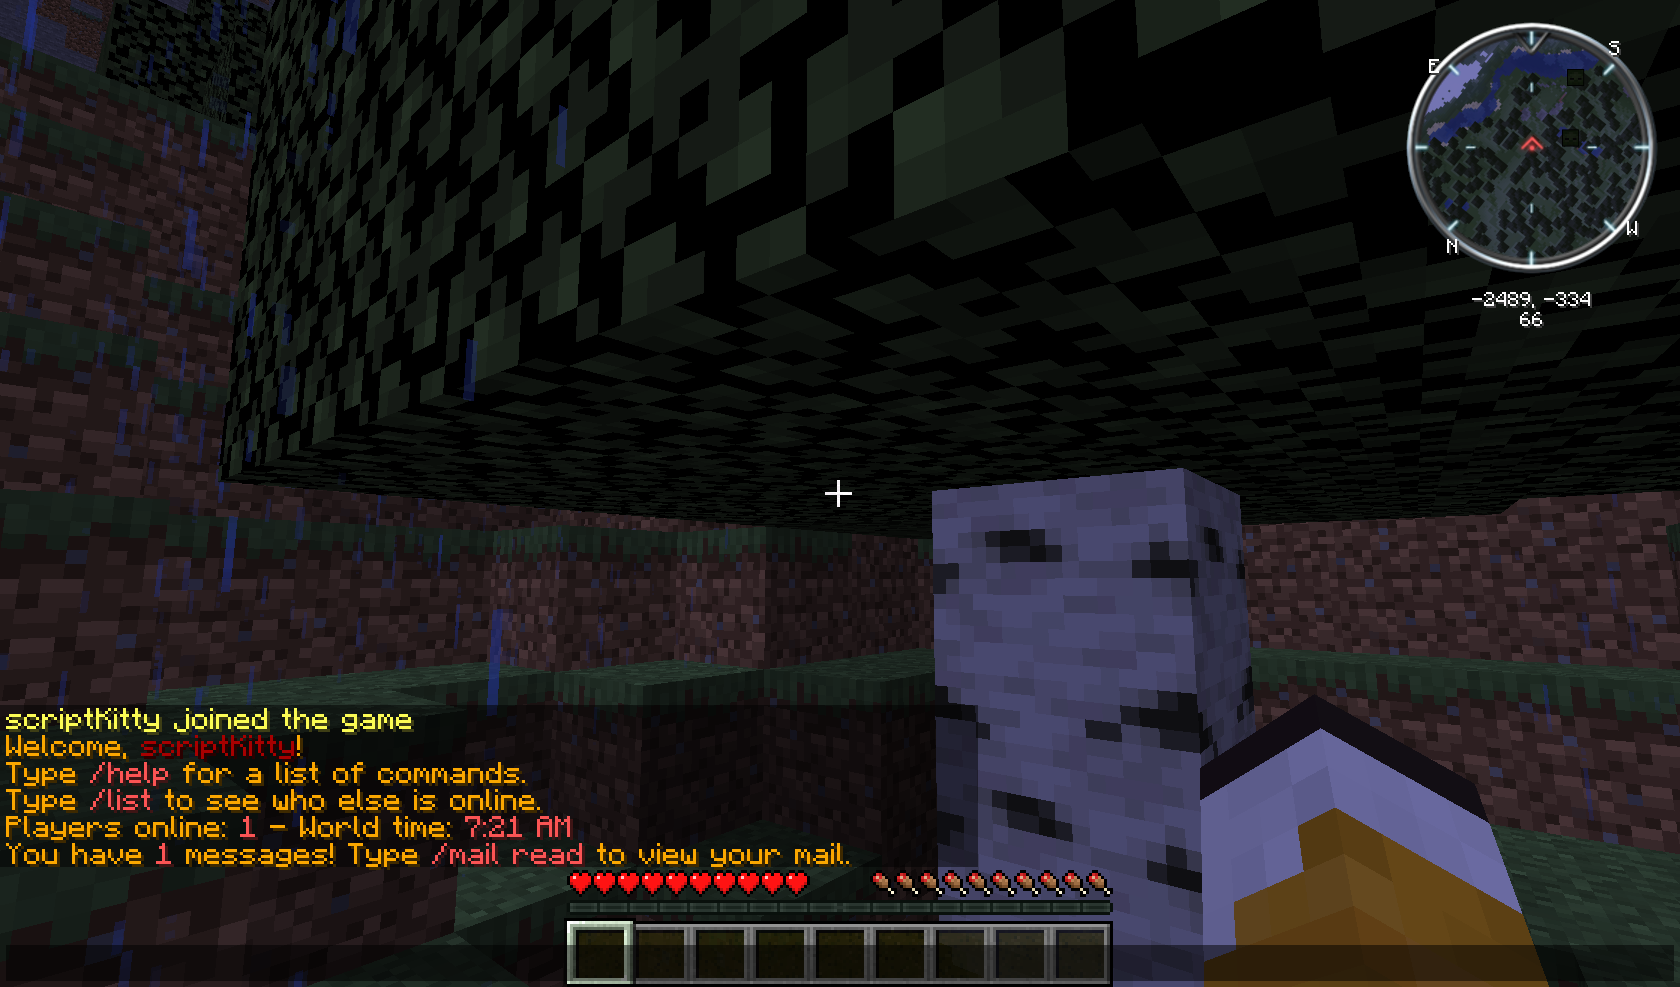 E
S
N
W
-2489, -334
66
scriptKitty joined the game
Welcome, scriptKitty!
Type /help for a list of commands.
Type /list to see who else is online.
Players online: 1 - World time: 7:21 AM
You have 1 messages! Type /mail read to view your mail.